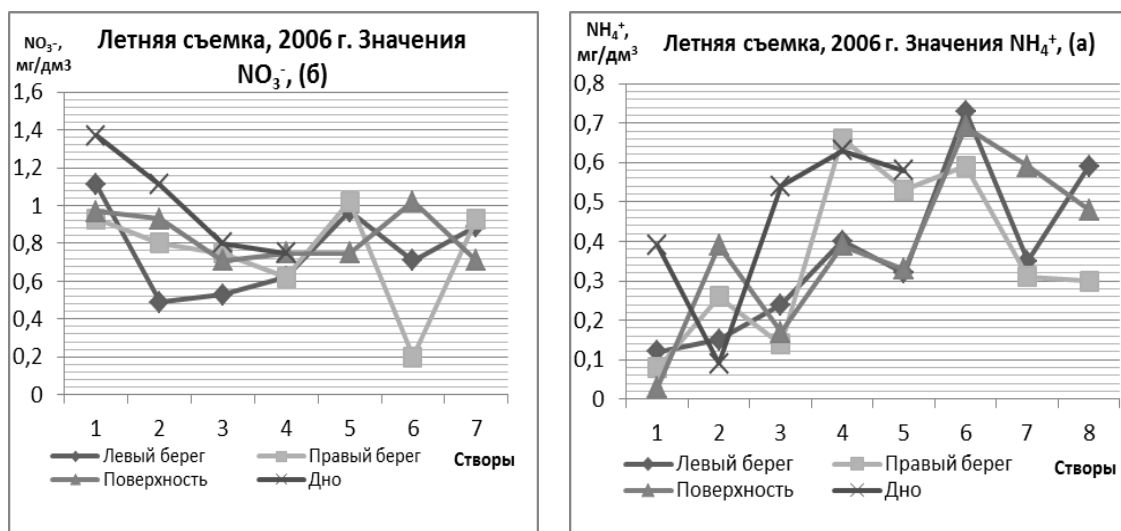 NO₃⁻,
мг/дм3
Летняя съемка, 2006 г. Значения
NO₃⁻, (б)
1,6
1,4
1,2
1
0,8
0,6
0,4
0,2
0
1 2 3 4 5 6 7
Левый берег Правый берег
Поверхность Дно
Створы
NH₄⁺,
мг/дм³
Летняя съемка, 2006 г. Значения NH₄⁺, (а)
0,8
0,7
0,6
0,5
0,4
0,3
0,2
0,1
0
1 2 3 4 5 6 7 8
Левый берег Правый берег
Поверхность Дно
Створы